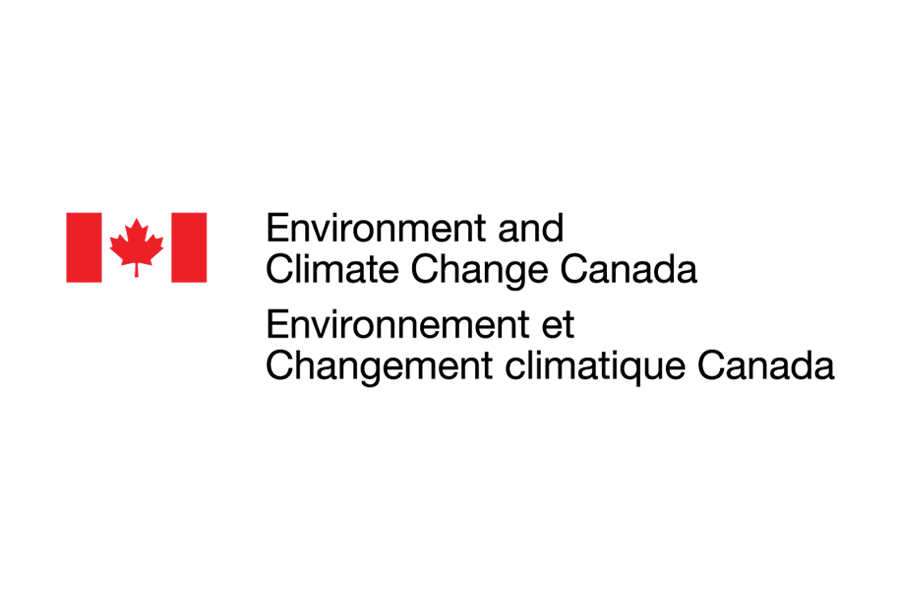 Environment and
Climate Change Canada
Environnement et
Changement climatique Canada